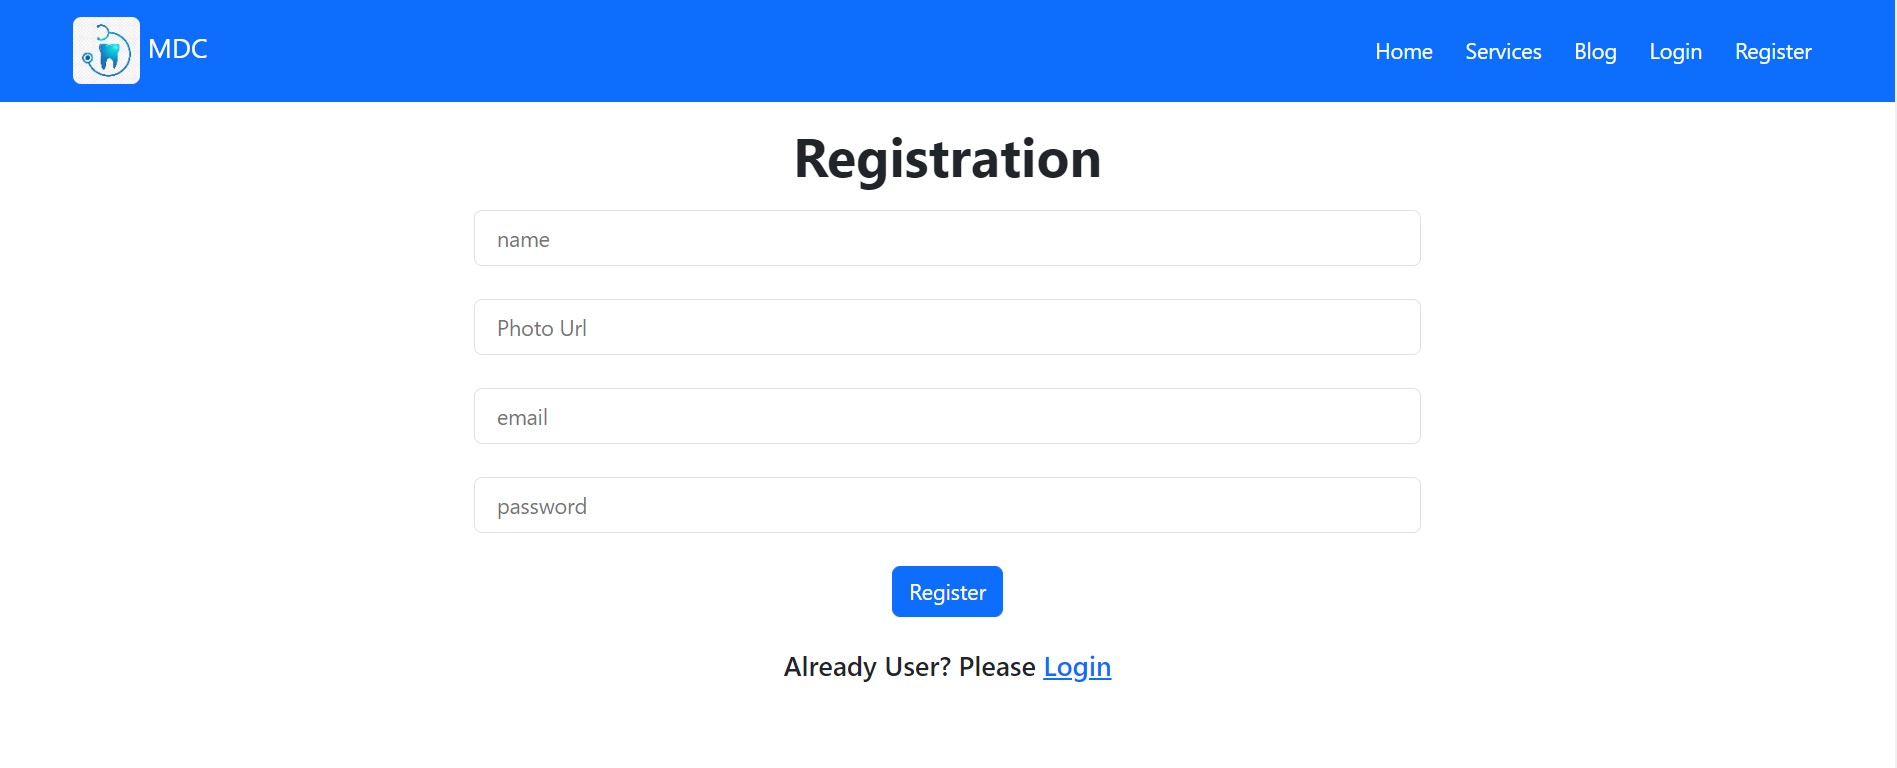 MDC
Home Services Blog Login Register
Registration
name
Photo Url
email
password
Register
Already User? Please Login